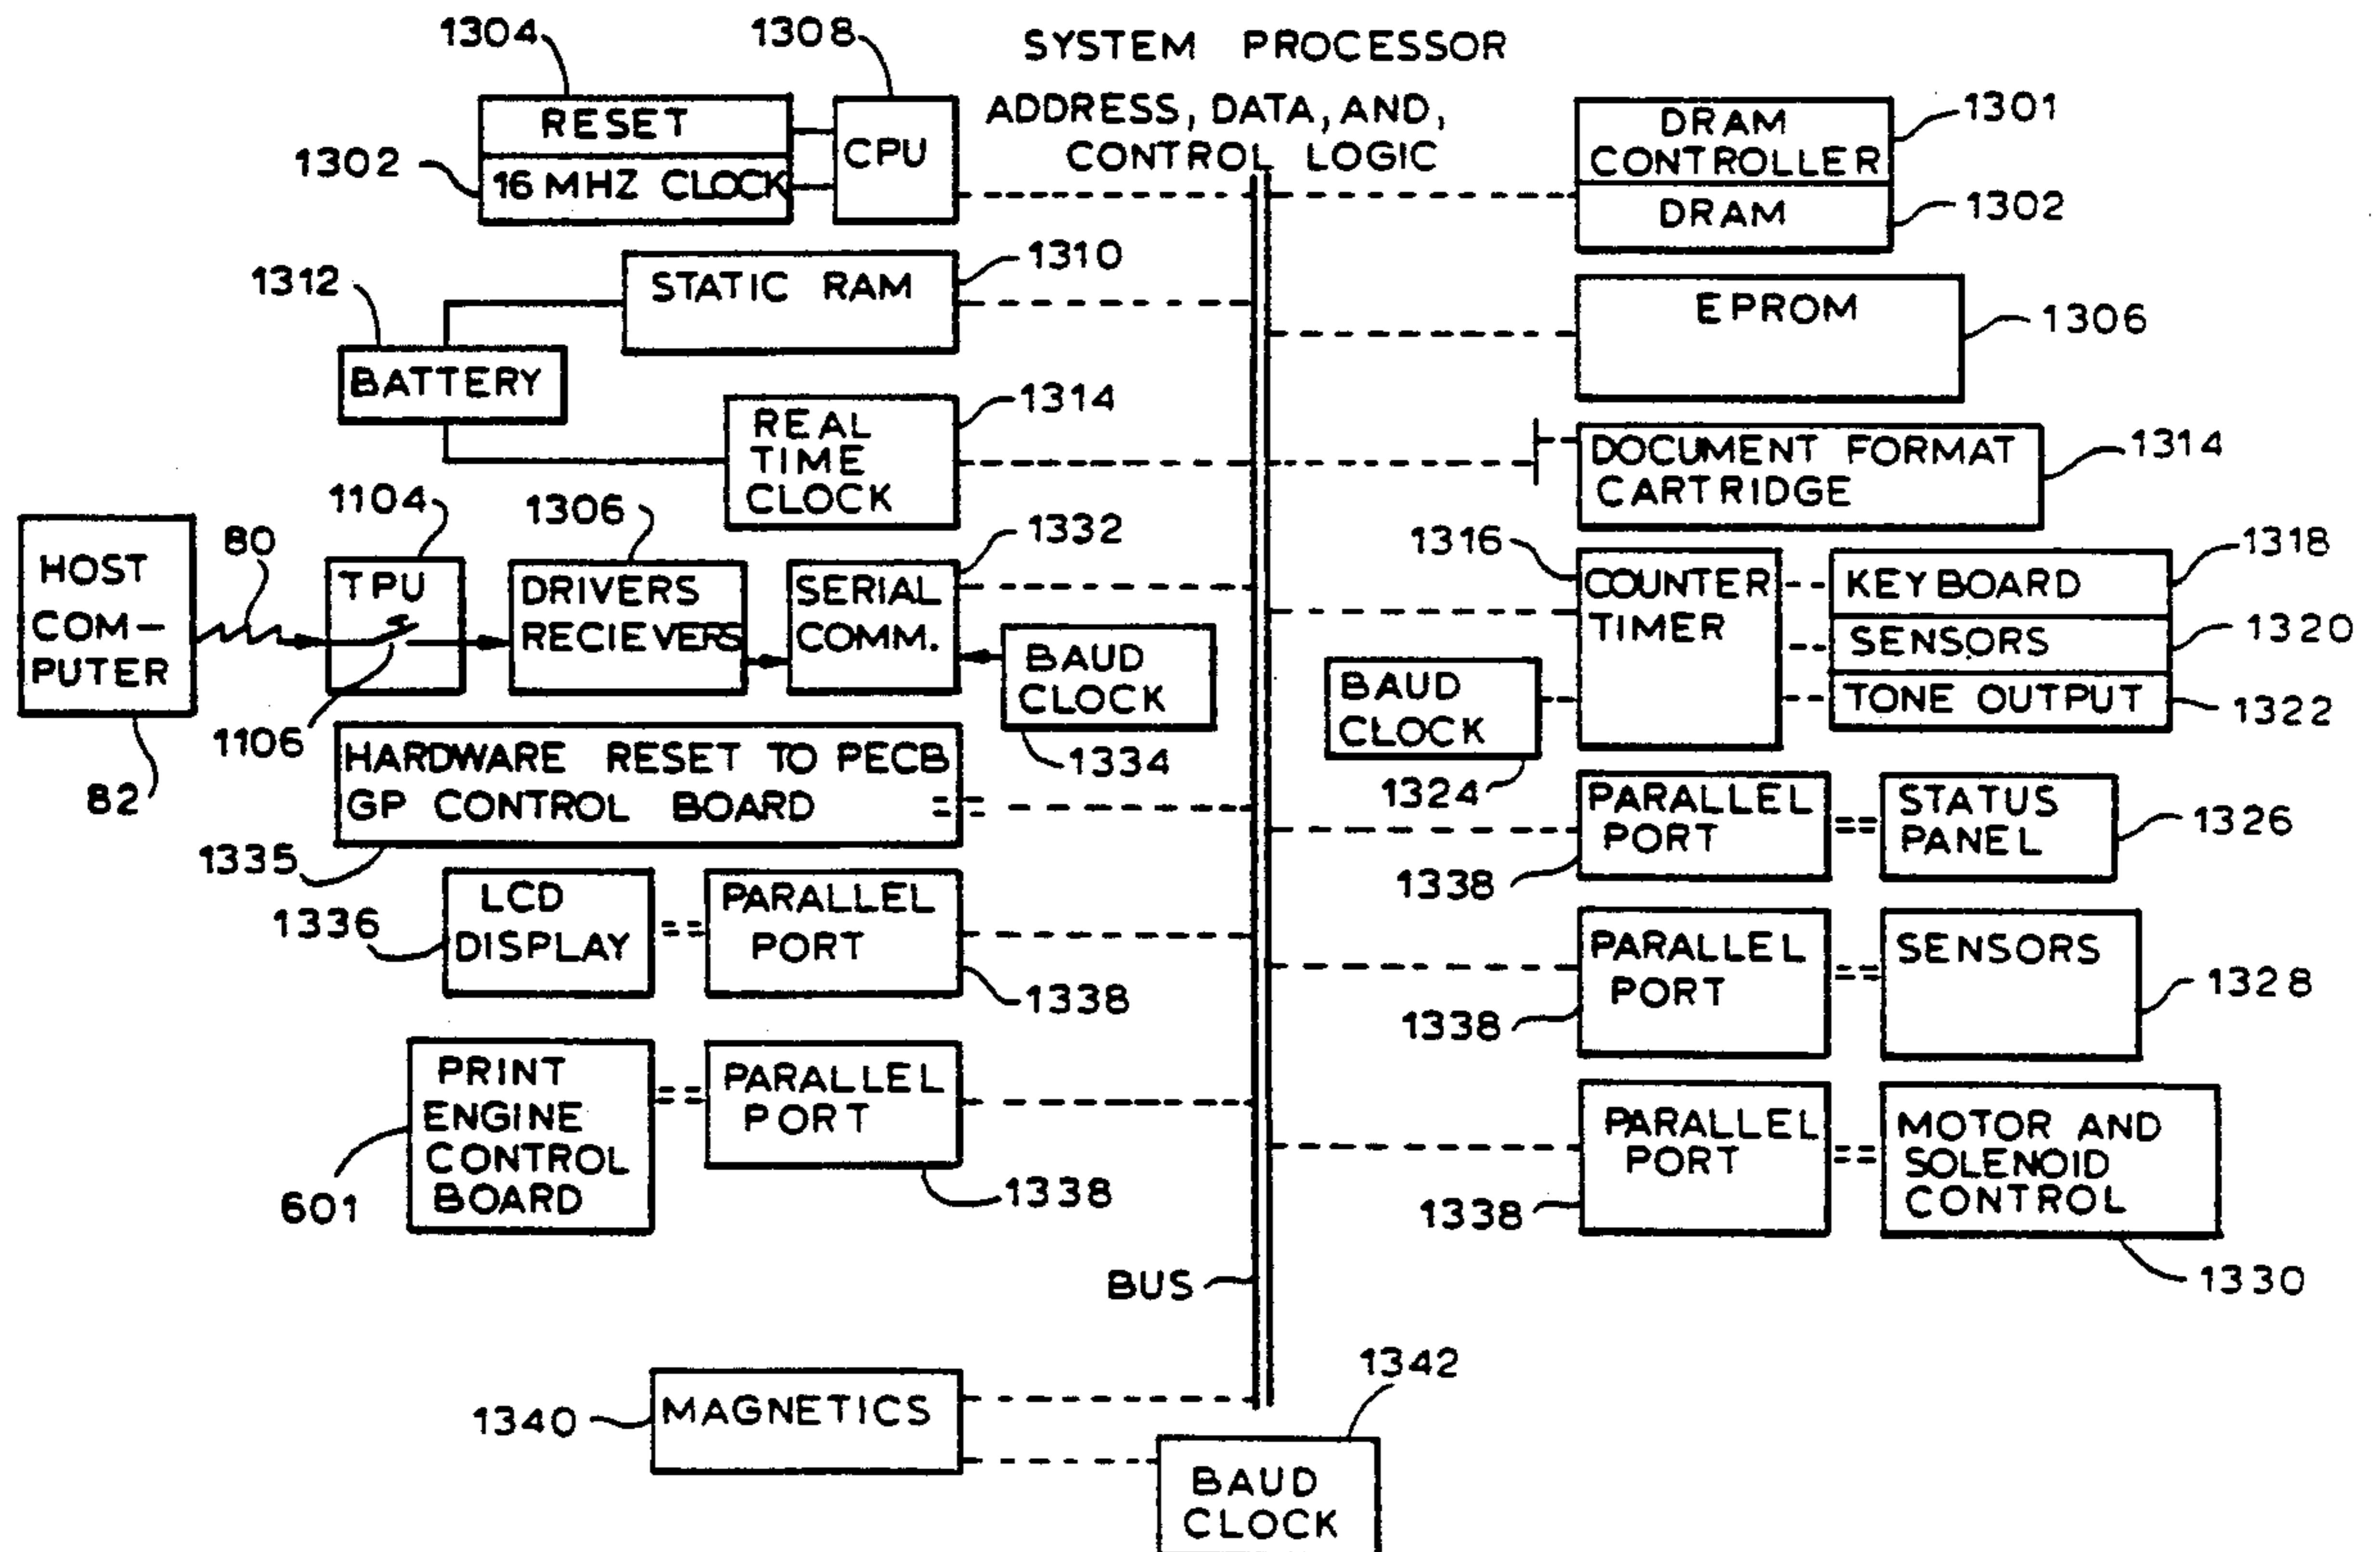 1304
1308
SYSTEM PROCESSOR
ADDRESS, DATA, AND,
CONTROL LOGIC
RESET
1302
16 MHZ CLOCK
CPU
DRAM
CONTROLLER
1301
DRAM
1302
1312
STATIC RAM
1310
EPROM
1306
BATTERY
REAL
TIME
CLOCK
1314
DOCUMENT FORMAT
CARTRIDGE
1314
HOST
COM-
PUTER
82
80
1104
TPU
1106
1306
DRIVERS
RECIEVERS
1332
SERIAL
COMM.
BAUD
CLOCK
1334
1316
COUNTER
TIMER
KEYBOARD
1318
SENSORS
1320
TONE OUTPUT
1322
BAUD
CLOCK
1324
HARDWARE RESET TO PECB
GP CONTROL BOARD
1335
PARALLEL
PORT
1338
STATUS
PANEL
1326
1336
LCD
DISPLAY
PARALLEL
PORT
1338
PARALLEL
PORT
1338
SENSORS
1328
PRINT
ENGINE
CONTROL
BOARD
601
PARALLEL
PORT
1338
PARALLEL
PORT
1338
MOTOR AND
SOLENOID
CONTROL
1330
BUS
1340
MAGNETICS
1342
BAUD
CLOCK